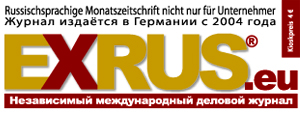 Russischsprachige Monatszeitschrift nicht nur für Unternehmer
Журнал издаётся в Германии с 2004 года
EXRUS®.eu
Kioskpreis 4 €
Независимый международный деловой журнал